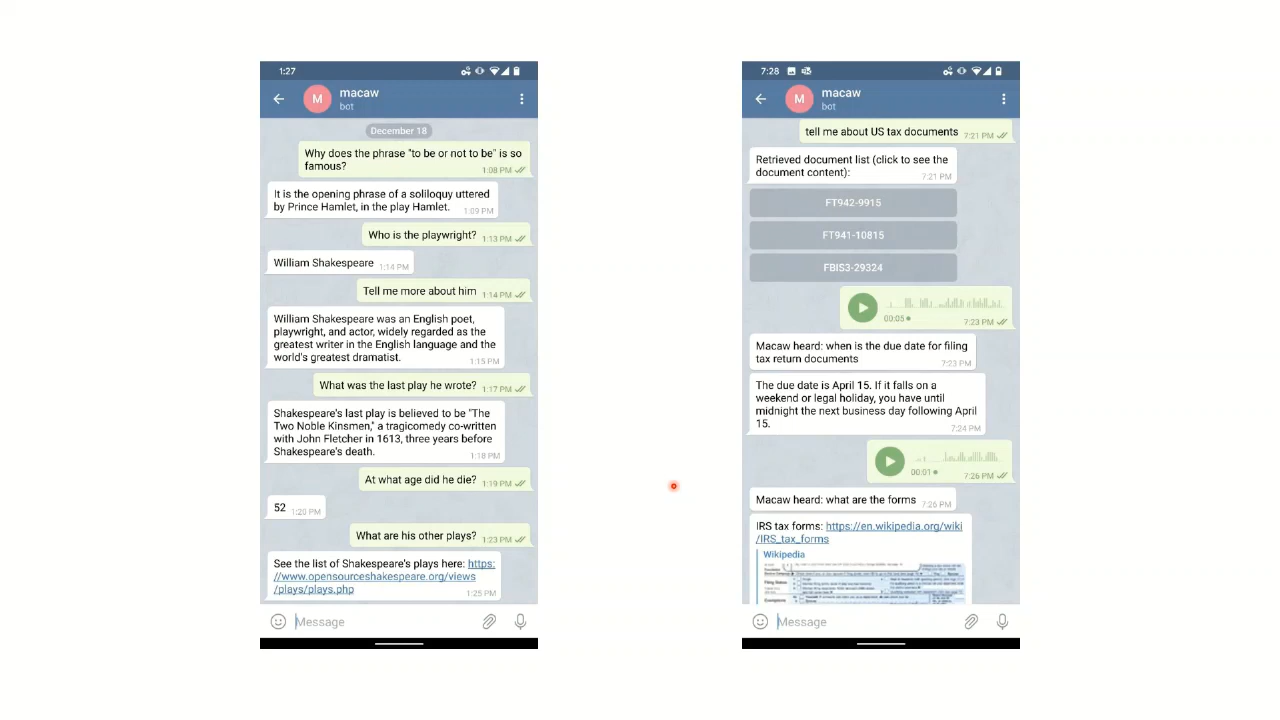 1:27
M
macaw
bot
December 18
Why does the phrase "to be or not to be" is so
famous?
1:08 PM
It is the opening phrase of a soliloquy uttered
by Prince Hamlet, in the play Hamlet.
1:09 PM
Who is the playwright?
1:13 PM
William Shakespeare
1:14 PM
Tell me more about him
1:14 PM
William Shakespeare was an English poet,
playwright, and actor, widely regarded as the
greatest writer in the English language and the
world's greatest dramatist.
1:15 PM
What was the last play he wrote?
1:17 PM
Shakespeare's last play is believed to be "The
Two Noble Kinsmen," a tragicomedy co-written
with John Fletcher in 1613, three years before
Shakespeare's death.
1:18 PM
At what age did he die?
1:19 PM
52
1:20 PM
What are his other plays?
1:23 PM
See the list of Shakespeare's plays here: https:
//www.opensourceshakespeare.org/views
/plays/plays.php
1:25 PM
Message
7:28
M
macaw
bot
tell me about US tax documents
7:21 PM
Retrieved document list (click to see the
document content):
7:21 PM
FT942-9915
FT941-10815
FBIS3-29324
00:05
7:23 PM
Macaw heard: when is the due date for filing
tax return documents
7:23 PM
The due date is April 15. If it falls on a
weekend or legal holiday, you have until
midnight the next business day following April
15.
7:24 PM
00:01
7:26 PM
Macaw heard: what are the forms
7:26 PM
IRS tax forms: https://en.wikipedia.org/wiki
/IRS_tax_forms
Wikipedia
Message